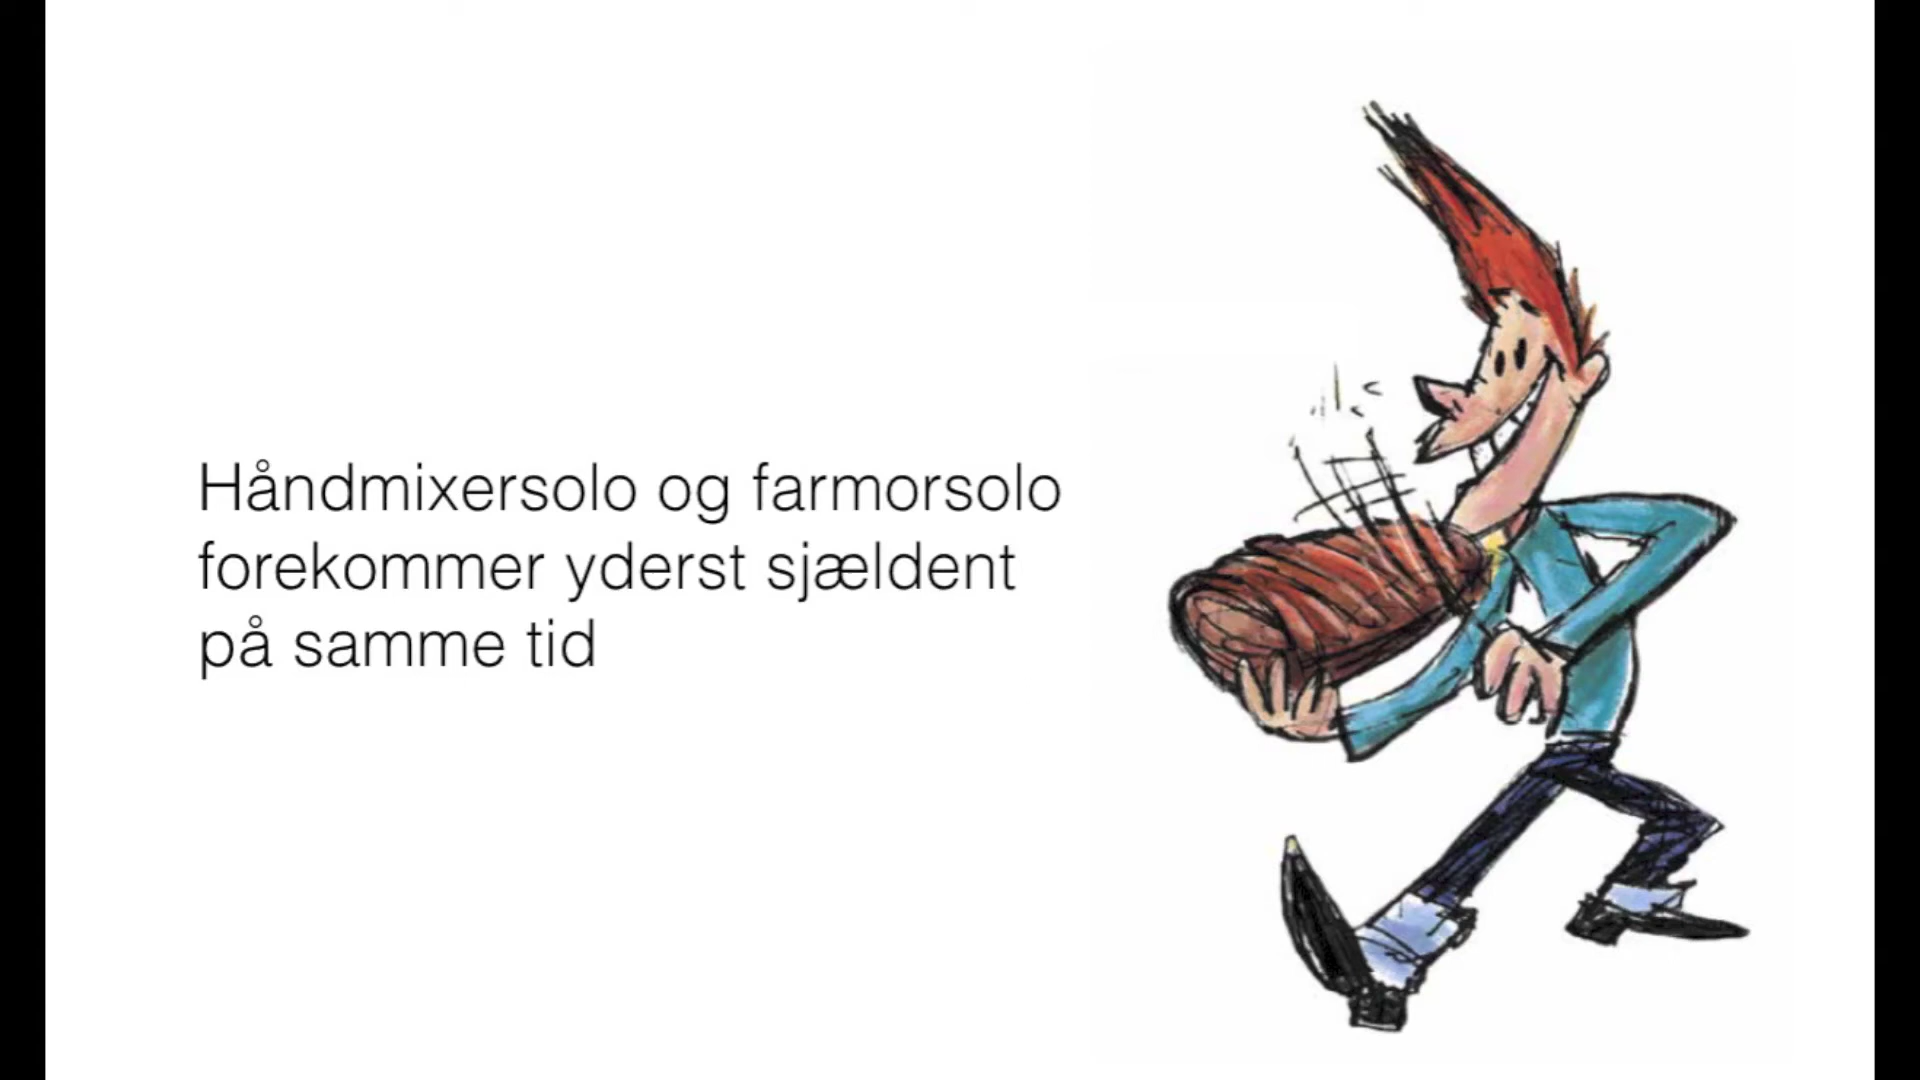 Håndmixersolo og farmorsolo
forekommer yderst sjældent
på samme tid